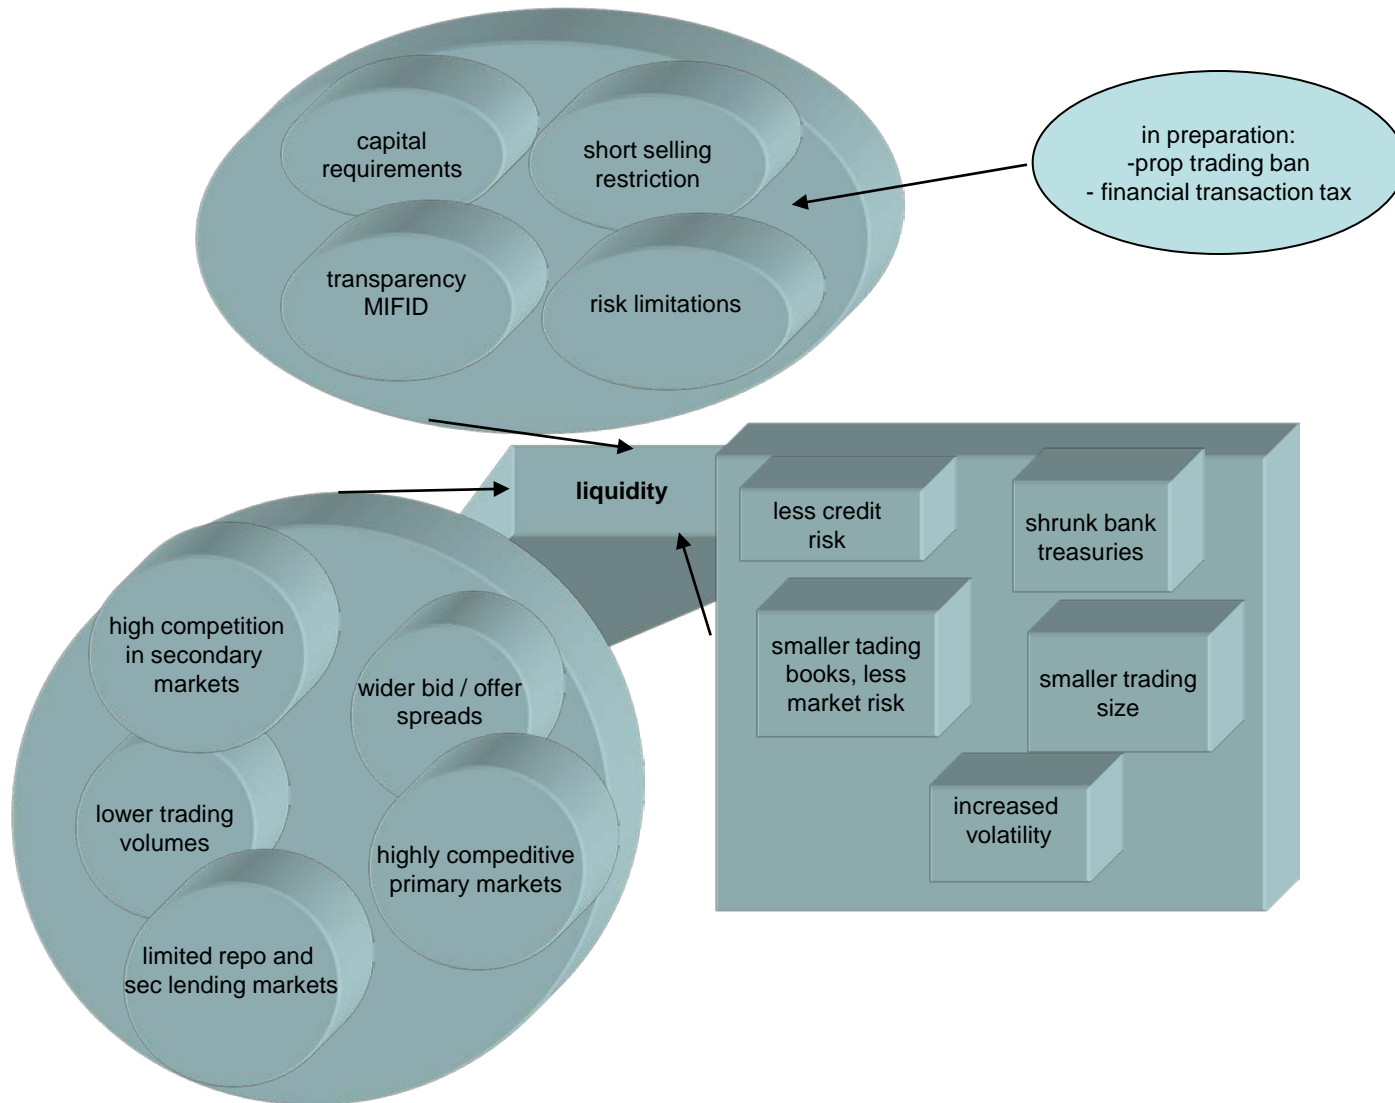 capital
requirements
short selling
restriction
in preparation:
-prop trading ban
- financial transaction tax
transparency
MIFID
risk limitations
liquidity
less credit
risk
shrunk bank
treasuries
smaller tading
books, less
market risk
smaller trading
size
increased
volatility
high competition
in secondary
markets
wider bid / offer
spreads
lower trading
volumes
highly compeditive
primary markets
limited repo and
sec lending markets